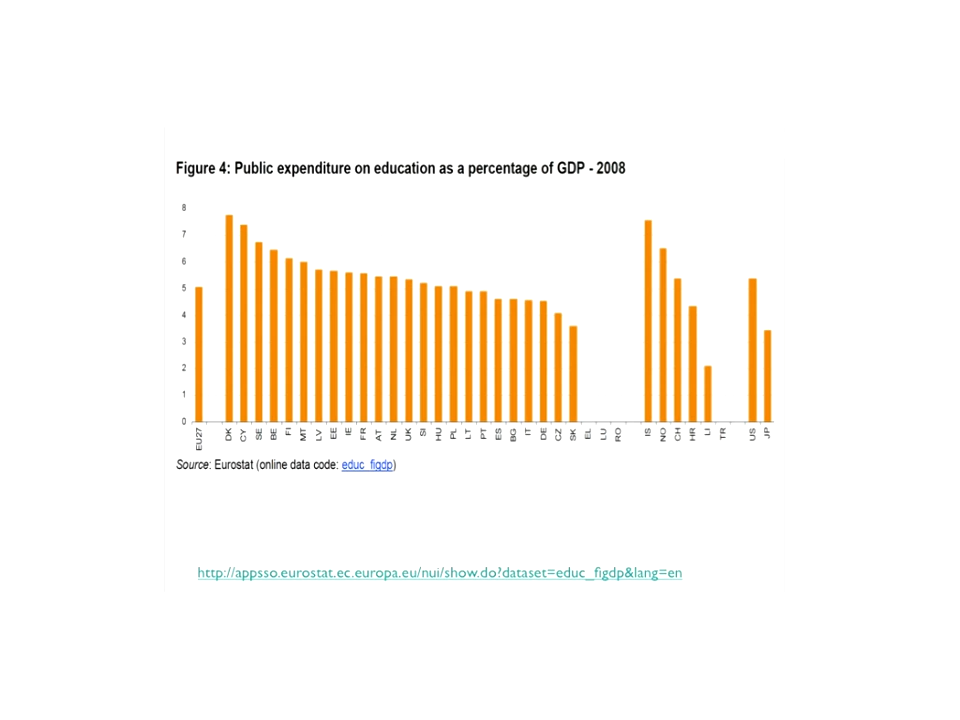 Figure 4: Public expenditure on education as a percentage of GDP - 2008
8
7
6
5
4
3
2
1
0
EU27 DK CY SE BE FI MT LV EE IE FR AT NL UK SI HU PL LT PT ES BG IT DE CZ SK EL LU RO IS NO CH HR LI TR US JP
Source: Eurostat (online data code: educ_figdp)
http://appsso.eurostat.ec.europa.eu/nui/show.do?dataset=educ_figdp&lang=en